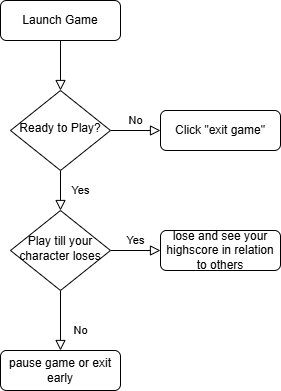 Launch Game
Ready to Play?
No
Click "exit game"
Yes
Play till your
character loses
Yes
lose and see your
highscore in relation
to others
No
pause game or exit
early